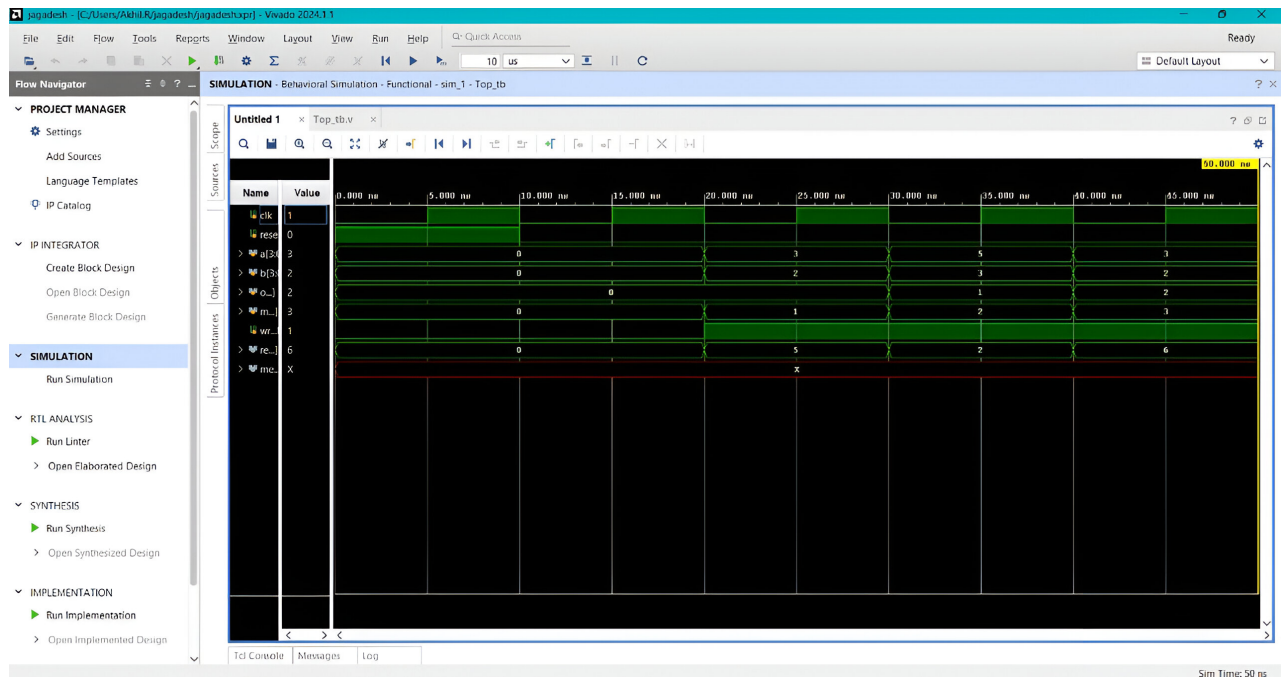 jagadesh - [C:/Users/Akhil.R/jagadesh/jagadesh.xpr] - Vivado 2024.1.1
File Edit Flow Tools Reports Window Layout View Run Help Q- Quick Access Ready
10 us Default Layout
Flow Navigator ? SIMULATION - Behavioral Simulation - Functional - sim_1 - Top_tb ? ×
PROJECT MANAGER
Settings
Add Sources
Language Templates
IP Catalog
IP INTEGRATOR
Create Block Design
Open Block Design
Generate Block Design
SIMULATION
Run Simulation
RTL ANALYSIS
Run Linter
Open Elaborated Design
SYNTHESIS
Run Synthesis
Open Synthesized Design
IMPLEMENTATION
Run Implementation
Open Implemented Design
Scope
Sources
Objects
Protocol Instances
Untitled 1 × Top_tb.v ×
Name Value
0.000 ns 5.000 ns 10.000 ns 15.000 ns 20.000 ns 25.000 ns 30.000 ns 35.000 ns 40.000 ns 45.000 ns
clk 1
rese 0
a[3:0 3 0 3 5 3
b[3: 2 0 2 3 2
o...] 2 0 1 2
m...] 3 0 1 2 3
wr... 1
re...] 6 0 5 2 6
me... X X
Tcl Console Messages Log
Sim Time: 50 ns